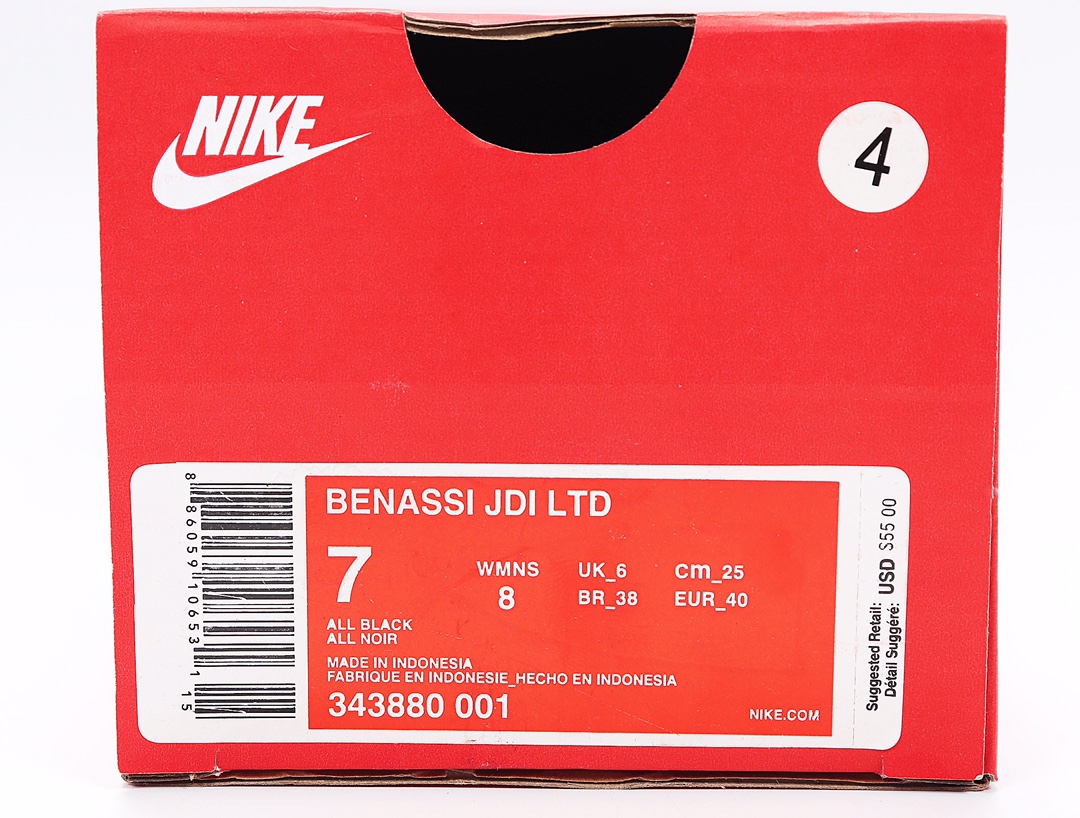 NIKE
4
BENASSI JDI LTD
7
WMNS
8
UK_6
BR_38
Cm_25
EUR_40
ALL BLACK
ALL NOIR
MADE IN INDONESIA
FABRIQUE EN INDONESIE_HECHO EN INDONESIA
343880 001
NIKE.COM
8 86059 10653 1 15
Suggested Retail:
Détail Suggéré:
USD S55 00